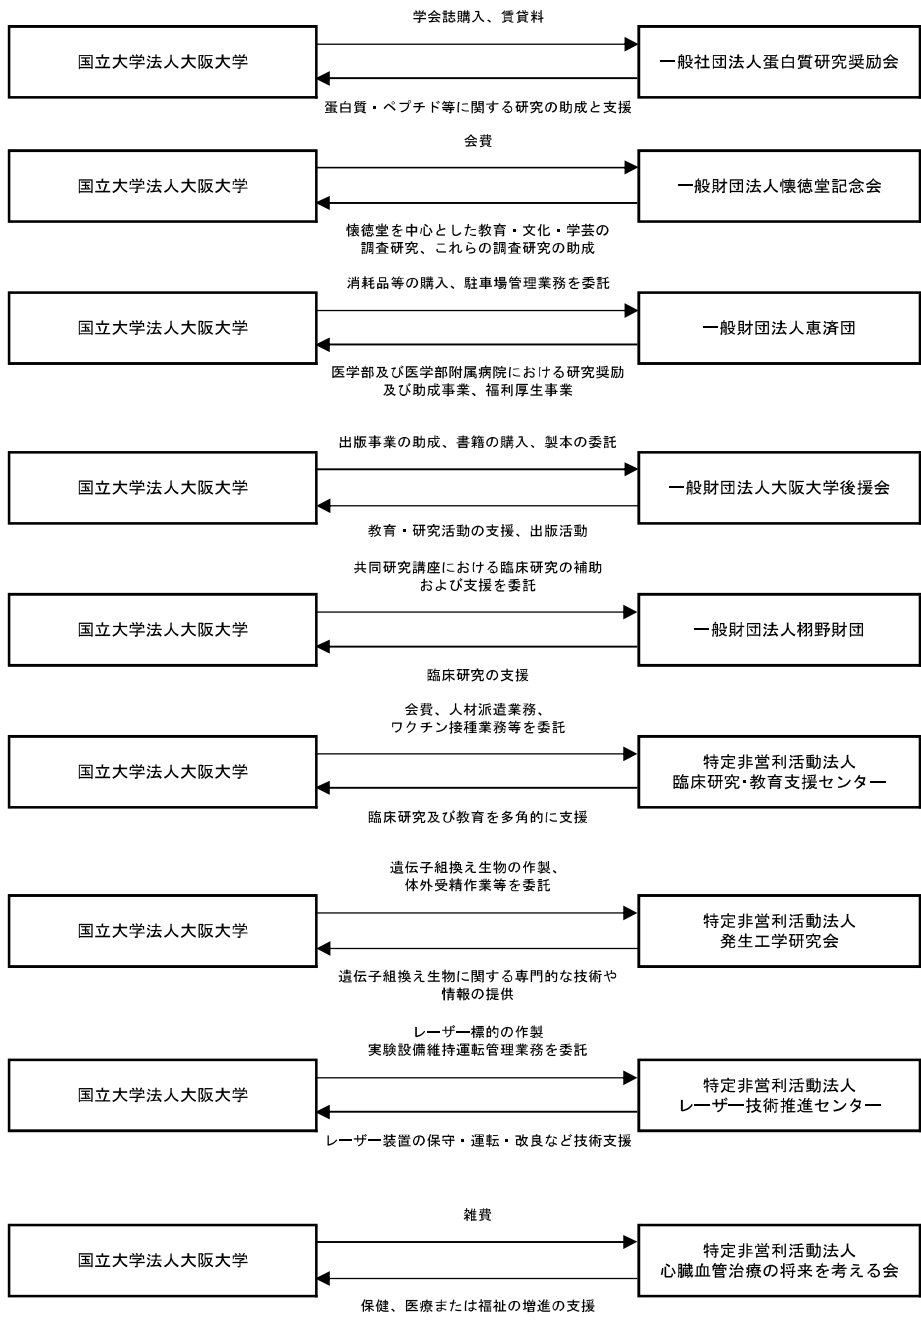 学会誌購入、賃貸料
国立大学法人大阪大学
一般社団法人蛋白質研究奨励会
蛋白質・ペプチド等に関する研究の助成と支援
会費
国立大学法人大阪大学
一般財団法人懐徳堂記念会
懐徳堂を中心とした教育・文化・学芸の
調査研究、これらの調査研究の助成
消耗品等の購入、駐車場管理業務を委託
国立大学法人大阪大学
一般財団法人恵済団
医学部及び医学部附属病院における研究奨励
及び助成事業、福利厚生事業
出版事業の助成、書籍の購入、製本の委託
国立大学法人大阪大学
一般財団法人大阪大学後援会
教育・研究活動の支援、出版活動
共同研究講座における臨床研究の補助
および支援を委託
国立大学法人大阪大学
一般財団法人栩野財団
臨床研究の支援
会費、人材派遣業務、
ワクチン接種業務等を委託
国立大学法人大阪大学
特定非営利活動法人
臨床研究・教育支援センター
臨床研究及び教育を多角的に支援
遺伝子組換え生物の作製、
体外受精作業等を委託
国立大学法人大阪大学
特定非営利活動法人
発生工学研究会
遺伝子組換え生物に関する専門的な技術や
情報の提供
レーザー標的の作製
実験設備維持運転管理業務を委託
国立大学法人大阪大学
特定非営利活動法人
レーザー技術推進センター
レーザー装置の保守・運転・改良など技術支援
雑費
国立大学法人大阪大学
特定非営利活動法人
心臓血管治療の将来を考える会
保健、医療または福祉の増進の支援